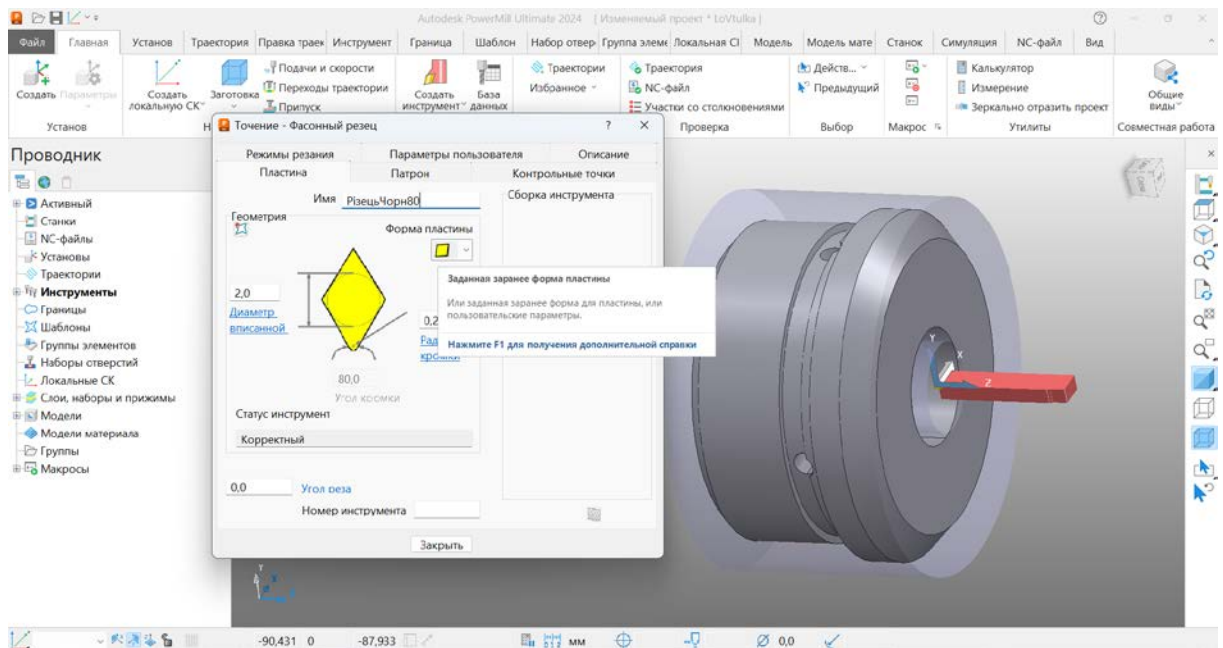 Autodesk PowerMill Ultimate 2024 [ Изменяемый проект * LoVtulka ]
Файл Главная Установ Траектория Правка траек Инструмент Граница Шаблон Набор отвер Группа элеме Локальная CI Модель Модель мате Станок Симуляция NC-файл Вид
Подачи и скорости
Переходы траектории
Припуск
Траектории
Избранное
Траектория
NC-файл
Участки со столкновениями
Действ...
Предыдущий
Калькулятор
Измерение
Зеркально отразить проект
Создать Параметры
Создать
локальную СК
Заготовка
Создать
инструмент
База
данных
Общие
виды
Установ
Н
Проверка
Выбор
Макрос
Утилиты
Совместная работа
Точение - Фасонный резец ? ×
Режимы резания Параметры пользователя Описание
Пластина Патрон Контрольные точки
Имя РізецьЧорн80
Сборка инструмента
Геометрия
Форма пластины
2,0
Диаметр
вписанной
0,2
Рад
кромки
80,0
Угол кромки
Заданная заранее форма пластины
Или заданная заранее форма для пластины, или
пользовательские параметры.
Нажмите F1 для получения дополнительной справки
Статус инструмент
Корректный
0,0 Угол реза
Номер инструмента
Закрыть
Проводник
Активный
Станки
NC-файлы
Установы
Траектории
Инструменты
Границы
Шаблоны
Группы элементов
Наборы отверстий
Локальные СК
Слои, наборы и прижимы
Модели
Модели материала
Группы
Макросы
Y
X
Z
Y
-90,431 0 -87,933
мм
0,0